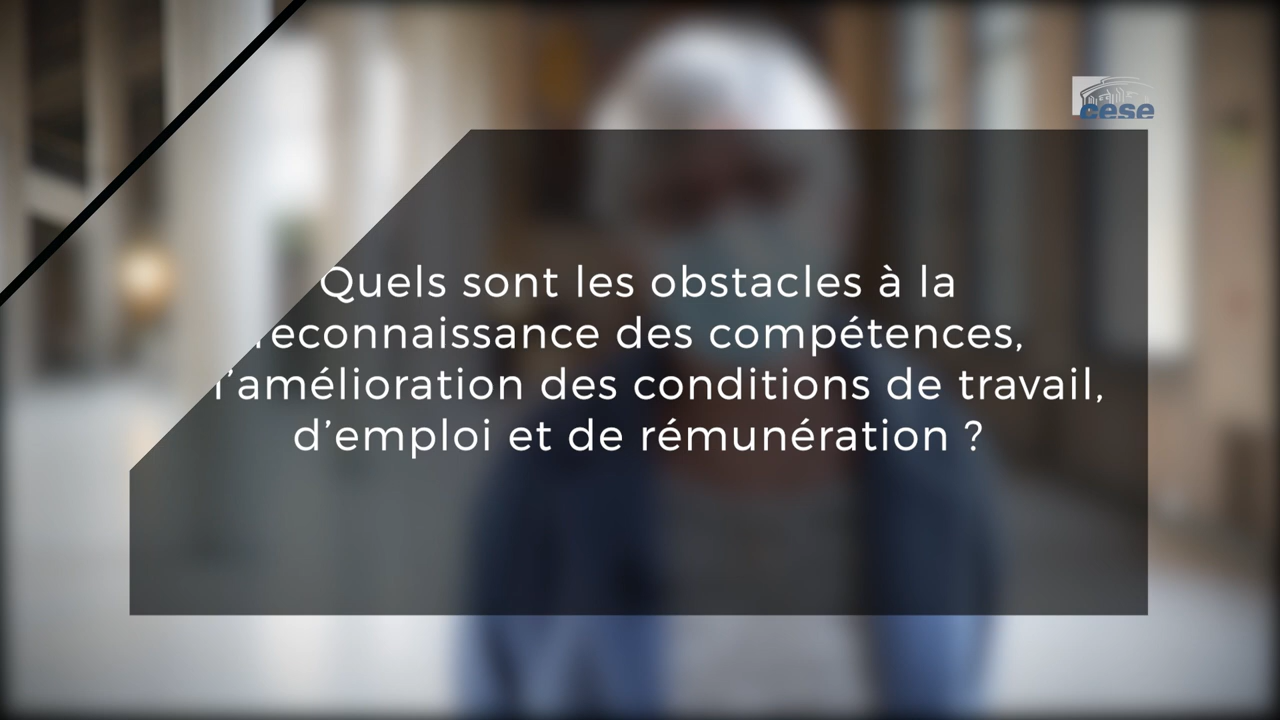 cese
Quels sont les obstacles à la
reconnaissance des compétences,
l’amélioration des conditions de travail,
d’emploi et de rémunération ?